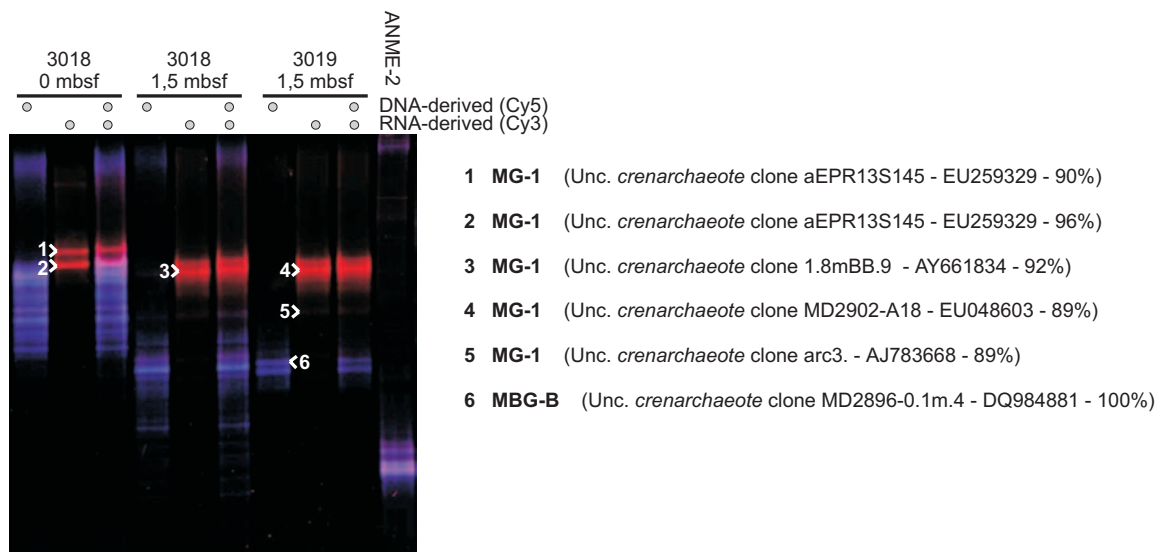 3018
0 mbsf
3018
1,5 mbsf
3019
1,5 mbsf
ANME-2
DNA-derived (Cy5)
RNA-derived (Cy3)
1
2
3
4
5
6
1 MG-1 (Unc. crenarchaeote clone aEPR13S145 - EU259329 - 90%)
2 MG-1 (Unc. crenarchaeote clone aEPR13S145 - EU259329 - 96%)
3 MG-1 (Unc. crenarchaeote clone 1.8mBB.9 - AY661834 - 92%)
4 MG-1 (Unc. crenarchaeote clone MD2902-A18 - EU048603 - 89%)
5 MG-1 (Unc. crenarchaeote clone arc3. - AJ783668 - 89%)
6 MBG-B (Unc. crenarchaeote clone MD2896-0.1m.4 - DQ984881 - 100%)